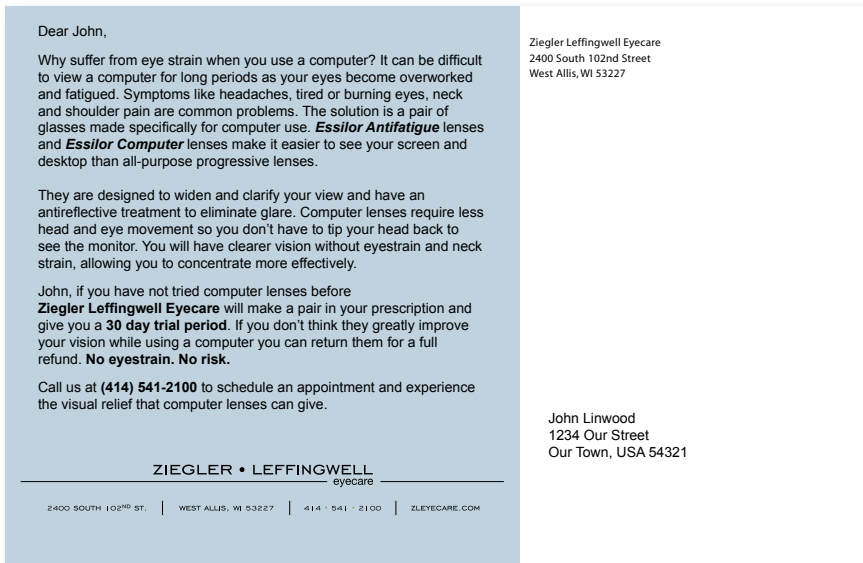 Dear John,
Why suffer from eye strain when you use a computer? It can be difficult
to view a computer for long periods as your eyes become overworked
and fatigued. Symptoms like headaches, tired or burning eyes, neck
and shoulder pain are common problems. The solution is a pair of
glasses made specifically for computer use. Essilor Antifatigue lenses
and Essilor Computer lenses make it easier to see your screen and
desktop than all-purpose progressive lenses.
They are designed to widen and clarify your view and have an
antireflective treatment to eliminate glare. Computer lenses require less
head and eye movement so you don't have to tip your head back to
see the monitor. You will have clearer vision without eyestrain and neck
strain, allowing you to concentrate more effectively.
John, if you have not tried computer lenses before
Ziegler Leffingwell Eyecare will make a pair in your prescription and
give you a 30 day trial period. If you don't think they greatly improve
your vision while using a computer you can return them for a full
refund. No eyestrain. No risk.
Call us at (414) 541-2100 to schedule an appointment and experience
the visual relief that computer lenses can give.
ZIEGLER • LEFFINGWELL
eyecare
2400 SOUTH 102ND ST. | WEST ALLIS, WI 53227 | 414 · 541 · 2100 | ZLEYECARE.COM
Ziegler Leffingwell Eyecare
2400 South 102nd Street
West Allis, WI 53227
John Linwood
1234 Our Street
Our Town, USA 54321